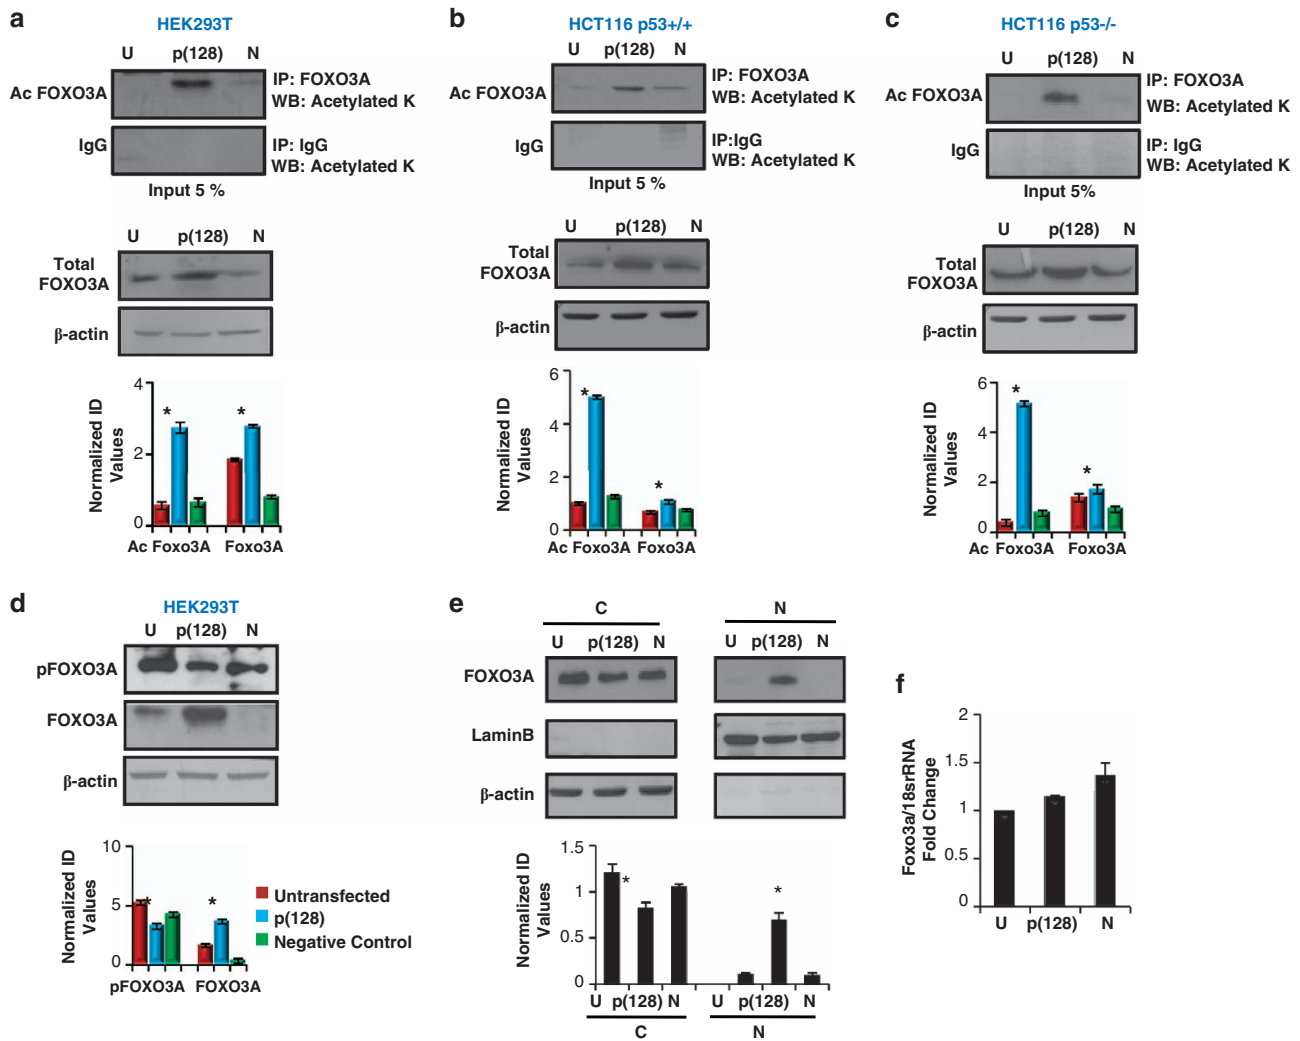 a
HEK293T
U p(128) N
Ac FOXO3A
IP: FOXO3A
WB: Acetylated K
IgG
IP: IgG
WB: Acetylated K
Input 5 %
U p(128) N
Total
FOXO3A
β-actin
Normalized ID
Values
4
2
0
*
*
Ac Foxo3A Foxo3A
b
HCT116 p53+/+
U p(128) N
Ac FOXO3A
IP: FOXO3A
WB: Acetylated K
IgG
IP:IgG
WB: Acetylated K
Input 5 %
U p(128) N
Total
FOXO3A
β-actin
Normalized ID
Values
6
4
2
0
*
*
Ac Foxo3A Foxo3A
c
HCT116 p53-/-
U p(128) N
Ac FOXO3A
IP: FOXO3A
WB: Acetylated K
IgG
IP: IgG
WB: Acetylated K
Input 5%
U p(128) N
Total
FOXO3A
β-actin
Normalized ID
Values
6
4
2
0
*
*
Ac Foxo3A Foxo3A
d
HEK293T
U p(128) N
pFOXO3A
FOXO3A
β-actin
Normalized ID
Values
10
5
0
*
*
pFOXO3A FOXO3A
Untransfected
p(128)
Negative Control
e
C N
U p(128) N U p(128) N
FOXO3A
LaminB
β-actin
Normalized ID
Values
1.5
1
0.5
0
*
*
U p(128) N U p(128) N
C N
f
Foxo3a/18srRNA
Fold Change
2
1.5
1
0.5
0
U p(128) N